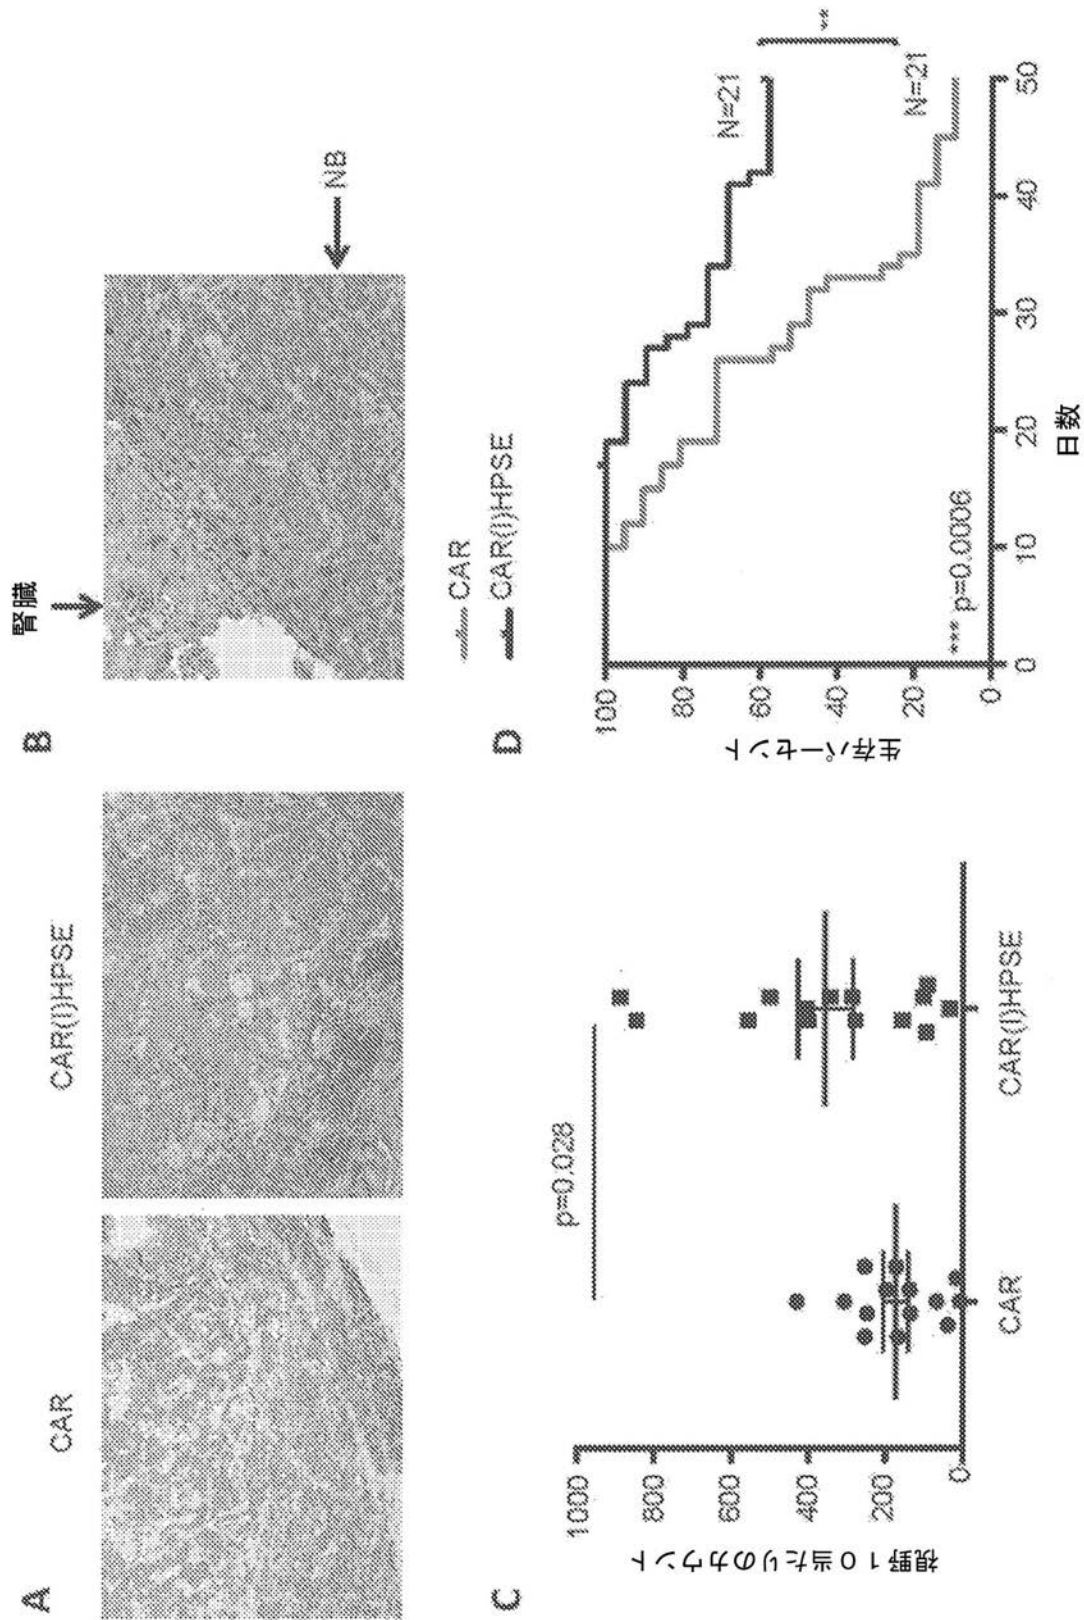 A
CAR
CAR(I)HPSE
B
腎臓
NB
C
視野10当たりのカウント
1000
800
600
400
200
0
p=0.028
CAR
CAR(I)HPSE
D
CAR
CAR(I)HPSE
生存パーセント
100
80
60
40
20
0
N=21
N=21
**
*** p=0.0006
0
10
20
30
40
50
日数